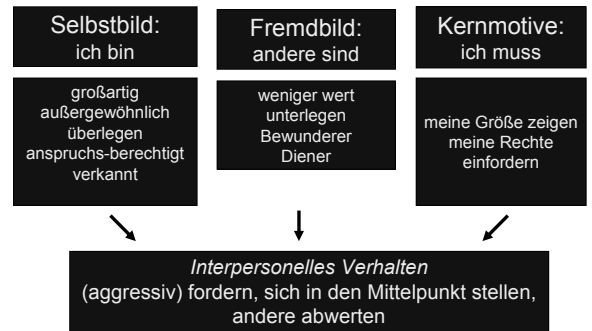 Selbstbild:
ich bin
großartig
außergewöhnlich
überlegen
anspruchs-berechtigt
verkannt
Fremdbild:
andere sind
weniger wert
unterlegen
Bewunderer
Diener
Kernmotive:
ich muss
meine Größe zeigen
meine Rechte
einfordern
Interpersonelles Verhalten
(aggressiv) fordern, sich in den Mittelpunkt stellen,
andere abwerten